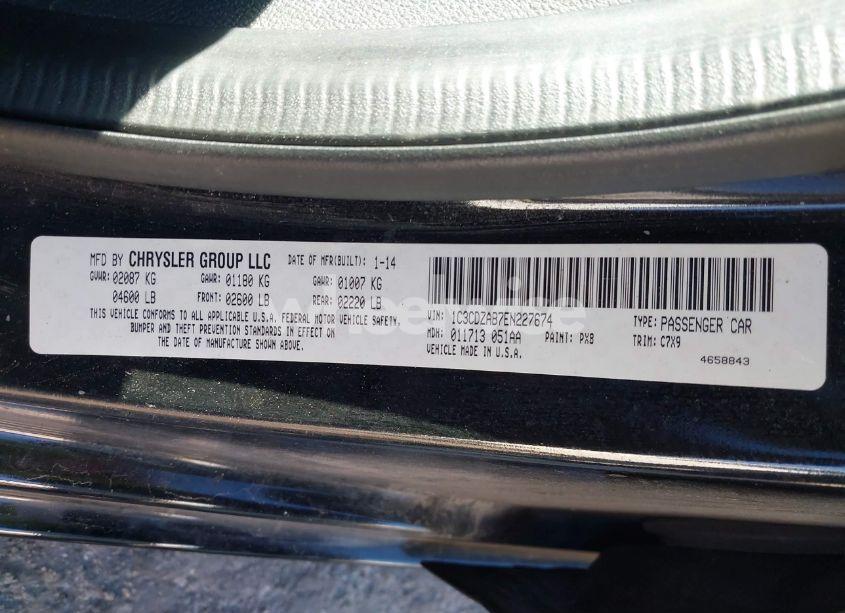 MFD BY CHRYSLER GROUP LLC DATE OF MFR(BUILT): 1-14
GVWR: 02087 KG GAWR: 01180 KG GAWR: 01007 KG
04600 LB FRONT: 02600 LB REAR: 02220 LB
THIS VEHICLE CONFORMS TO ALL APPLICABLE U.S.A. FEDERAL MOTOR VEHICLE SAFETY,
BUMPER AND THEFT PREVENTION STANDARDS IN EFFECT ON
THE DATE OF MANUFACTURE SHOWN ABOVE.
VIN: 1C3CDZAB7EN227674 TYPE: PASSENGER CAR
MDH: 011713 051AA PAINT: PX8 TRIM: C7X9
VEHICLE MADE IN U.S.A. 4658843